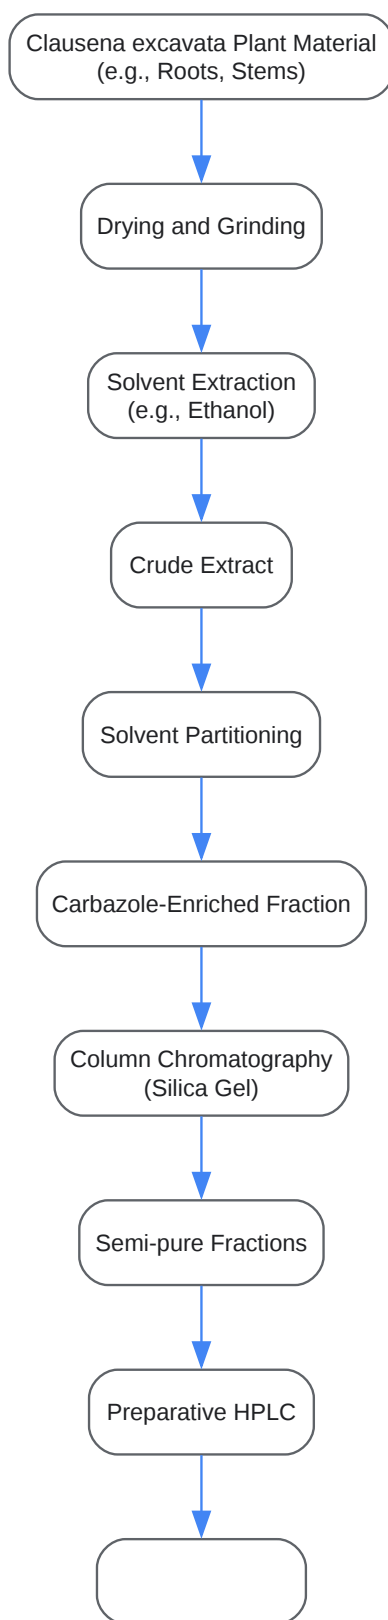 Clausena excavata Plant Material
(e.g., Roots, Stems)
Drying and Grinding
Solvent Extraction
(e.g., Ethanol)
Crude Extract
Solvent Partitioning
Carbazole-Enriched Fraction
Column Chromatography
(Silica Gel)
Semi-pure Fractions
Preparative HPLC